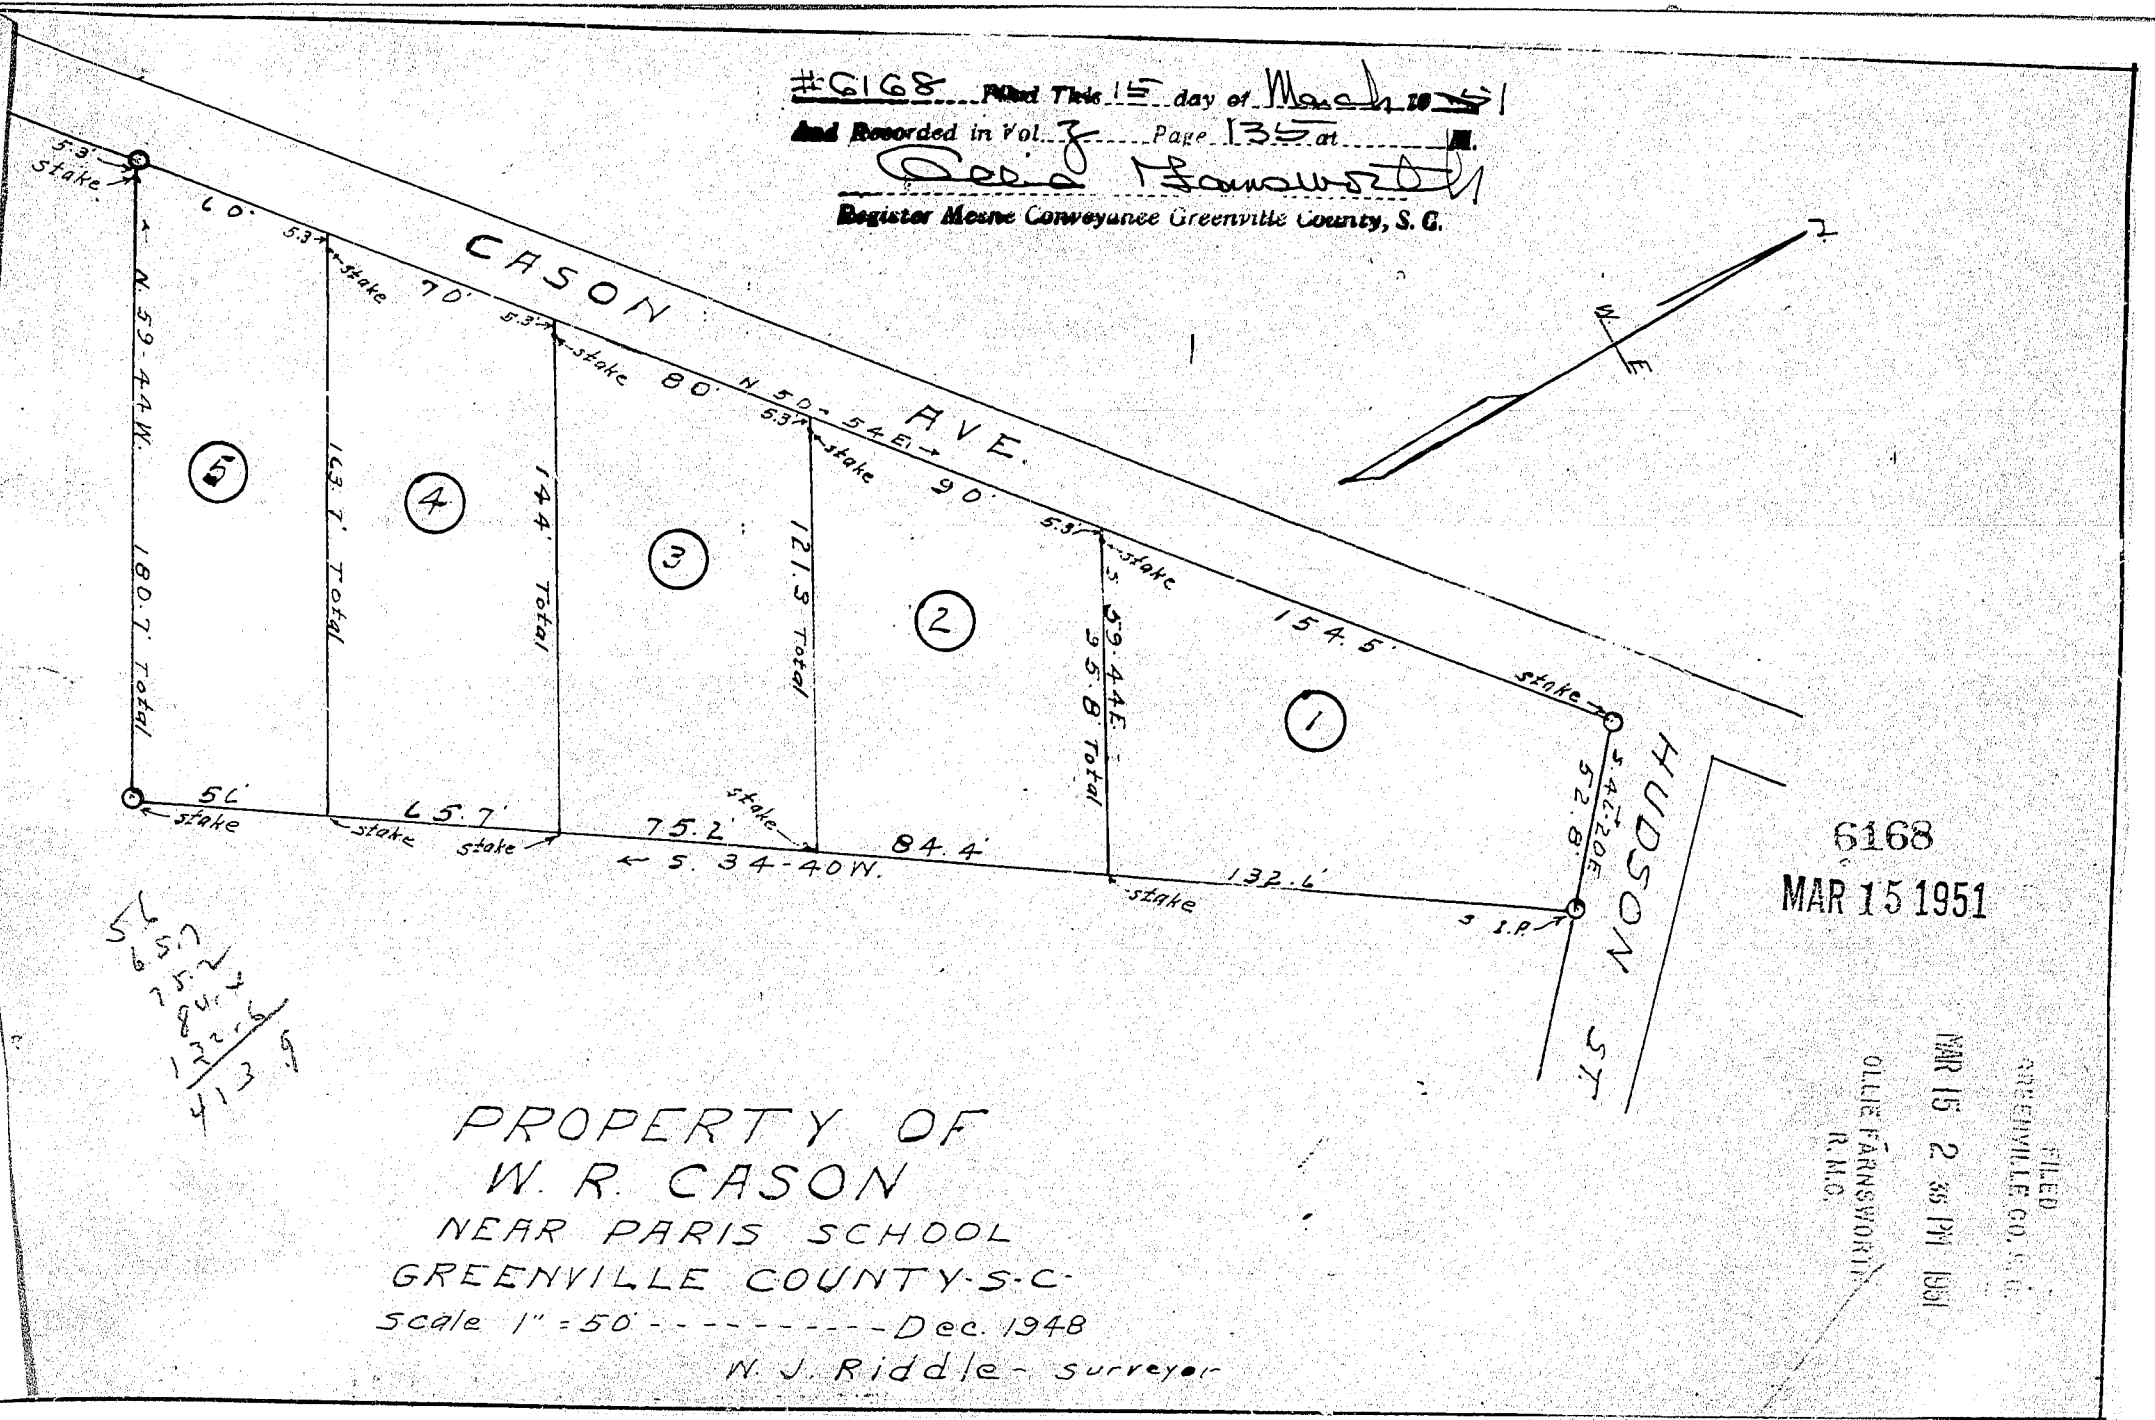 #6168 Filed This 15 day of March 1951
And Recorded in Vol. Z Page 135 at M.
Ollie Farnsworth
Register Mesne Conveyance Greenville County, S. C.
CASON AVE.
N 50-54 E.
5.3'
stake
60'
5.3'
stake
70'
5.3'
stake
80'
5.3'
stake
90'
5.3'
stake
154.5'
stake
W.
E
N. 59-44 W.
180.7 Total
5
163.7' Total
4
144' Total
3
121.9 Total
2
S. 59-44 E.
95.8 Total
1
S. 46-20 E
52.8'
HUDSON ST.
56'
stake
65.7'
stake
stake
75.2'
stake
84.4'
S. 34-40 W.
132.6'
stake
I.P.
56
65.7
75.2
84.4
132.6
413 9
6168
MAR 15 1951
FILED
GREENVILLE CO. S. C.
MAR 15 2 35 PM 1951
OLLIE FARNSWORTH
R. M. C.
PROPERTY OF
W. R. CASON
NEAR PARIS SCHOOL
GREENVILLE COUNTY-S-C-
Scale 1" = 50' - - - - - - - - - - Dec. 1948
N. J. Riddle - surveyor